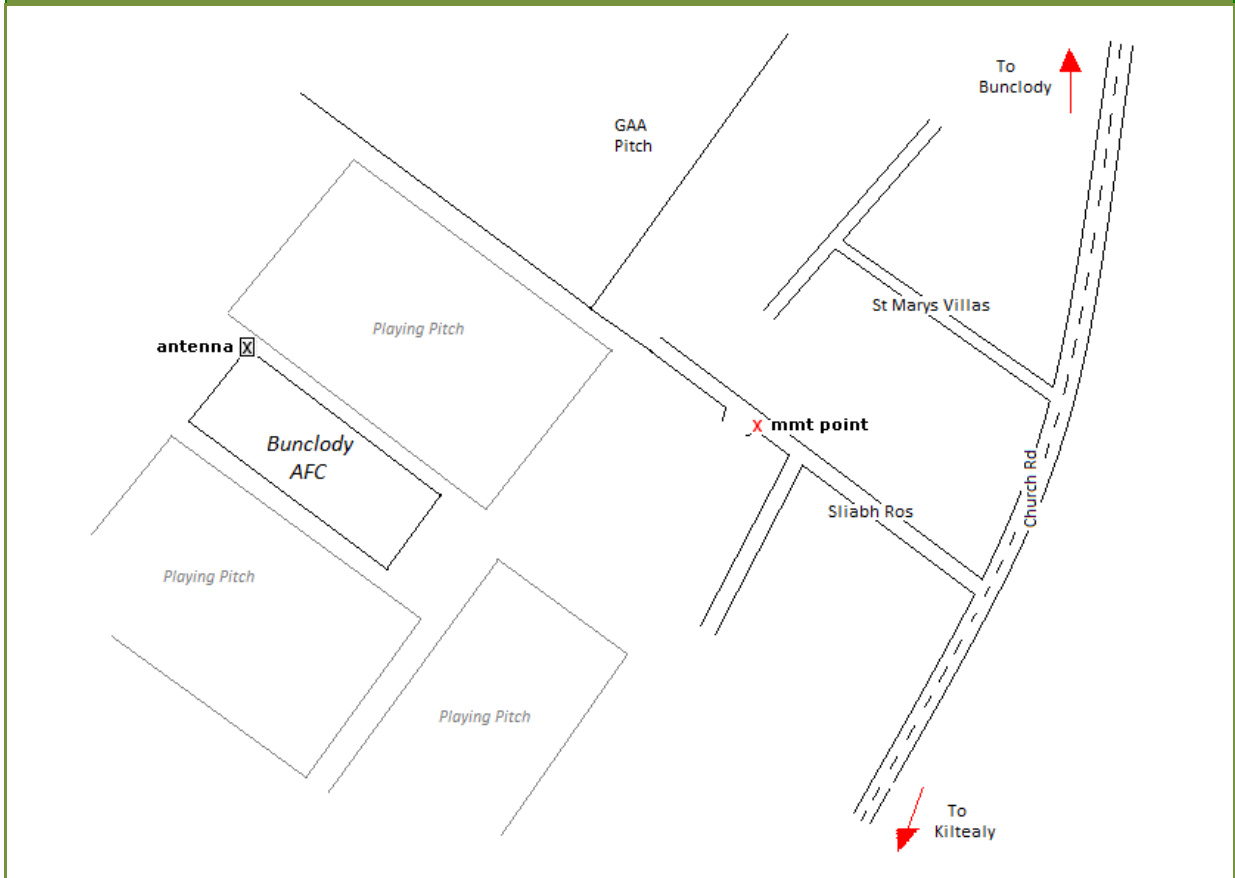 To
Bunclody
GAA
Pitch
St Marys Villas
Playing Pitch
antenna X
X mmt point
Bunclody
AFC
Church Rd
Sliabh Ros
Playing Pitch
Playing Pitch
To
Kiltealy